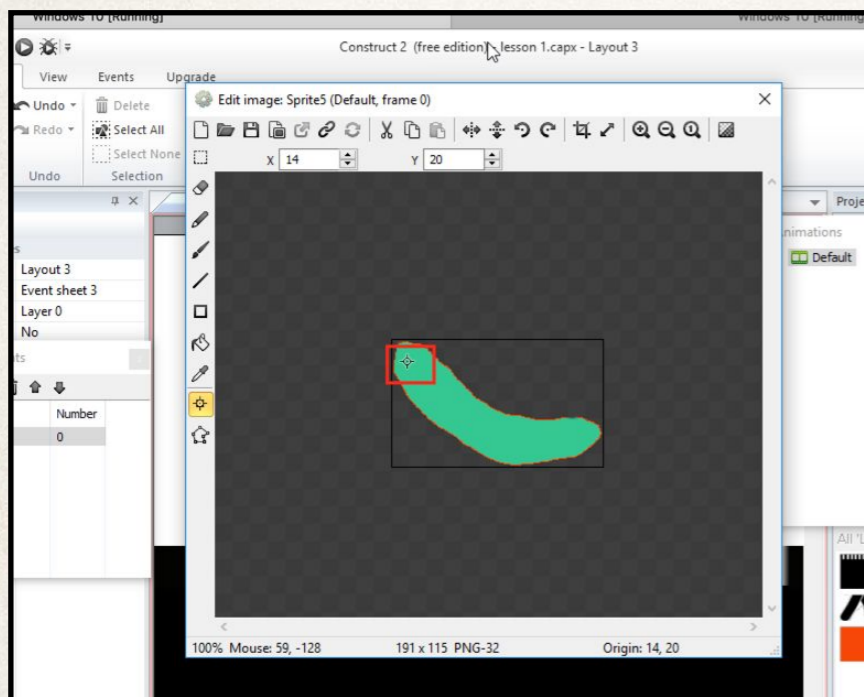 Windows 10 [Running]
Windows 10 [Running
Construct 2 (free edition) - lesson 1.capx - Layout 3
View Events Upgrade
Undo Delete
Redo Select All
Select None
Undo Selection
Edit image: Sprite5 (Default, frame 0)
X 14 Y 20
Proje
nimations
Default
s
Layout 3
Event sheet 3
Layer 0
No
ts
Number
0
All 'L
100% Mouse: 59, -128 191 x 115 PNG-32 Origin: 14, 20